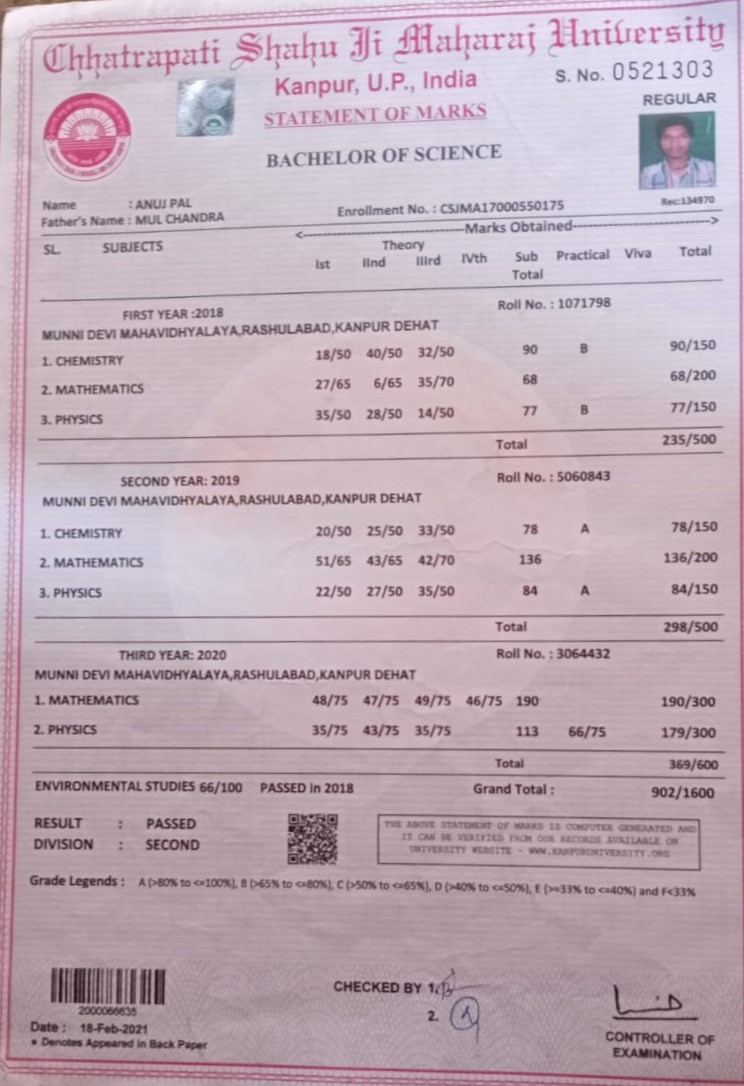 Chhatrapati Shahu Ji Maharaj University
Kanpur, U.P., India
S. No. 0521303
STATEMENT OF MARKS
REGULAR
BACHELOR OF SCIENCE
Name : ANUJ PAL
Rec:134970
Father's Name : MUL CHANDRA Enrollment No. : CSJMA17000550175
<-----Marks Obtained----->
SL. SUBJECTS Theory
Ist IInd IIIrd IVth Sub Total Practical Viva Total
FIRST YEAR :2018 Roll No. : 1071798
MUNNI DEVI MAHAVIDHYALAYA,RASHULABAD,KANPUR DEHAT
1. CHEMISTRY 18/50 40/50 32/50 90 B 90/150
2. MATHEMATICS 27/65 6/65 35/70 68 68/200
3. PHYSICS 35/50 28/50 14/50 77 B 77/150
Total 235/500
SECOND YEAR: 2019 Roll No. : 5060843
MUNNI DEVI MAHAVIDHYALAYA,RASHULABAD,KANPUR DEHAT
1. CHEMISTRY 20/50 25/50 33/50 78 A 78/150
2. MATHEMATICS 51/65 43/65 42/70 136 136/200
3. PHYSICS 22/50 27/50 35/50 84 A 84/150
Total 298/500
THIRD YEAR: 2020 Roll No. : 3064432
MUNNI DEVI MAHAVIDHYALAYA,RASHULABAD,KANPUR DEHAT
1. MATHEMATICS 48/75 47/75 49/75 46/75 190 190/300
2. PHYSICS 35/75 43/75 35/75 113 66/75 179/300
Total 369/600
ENVIRONMENTAL STUDIES 66/100 PASSED in 2018 Grand Total : 902/1600
RESULT : PASSED
DIVISION : SECOND
THE ABOVE STATEMENT OF MARKS IS COMPUTER GENERATED AND
IT CAN BE VERIFIED FROM OUR RECORDS AVAILABLE ON
UNIVERSITY WEBSITE - WWW.KANPURUNIVERSITY.ORG
Grade Legends : A (>80% to <=100%), B (>65% to <=80%), C (>50% to <=65%), D (>40% to <=50%), E (>=33% to <=40%) and F<33%
2000066635
CHECKED BY 1.
2.
Date : 18-Feb-2021
* Denotes Appeared in Back Paper
CONTROLLER OF
EXAMINATION